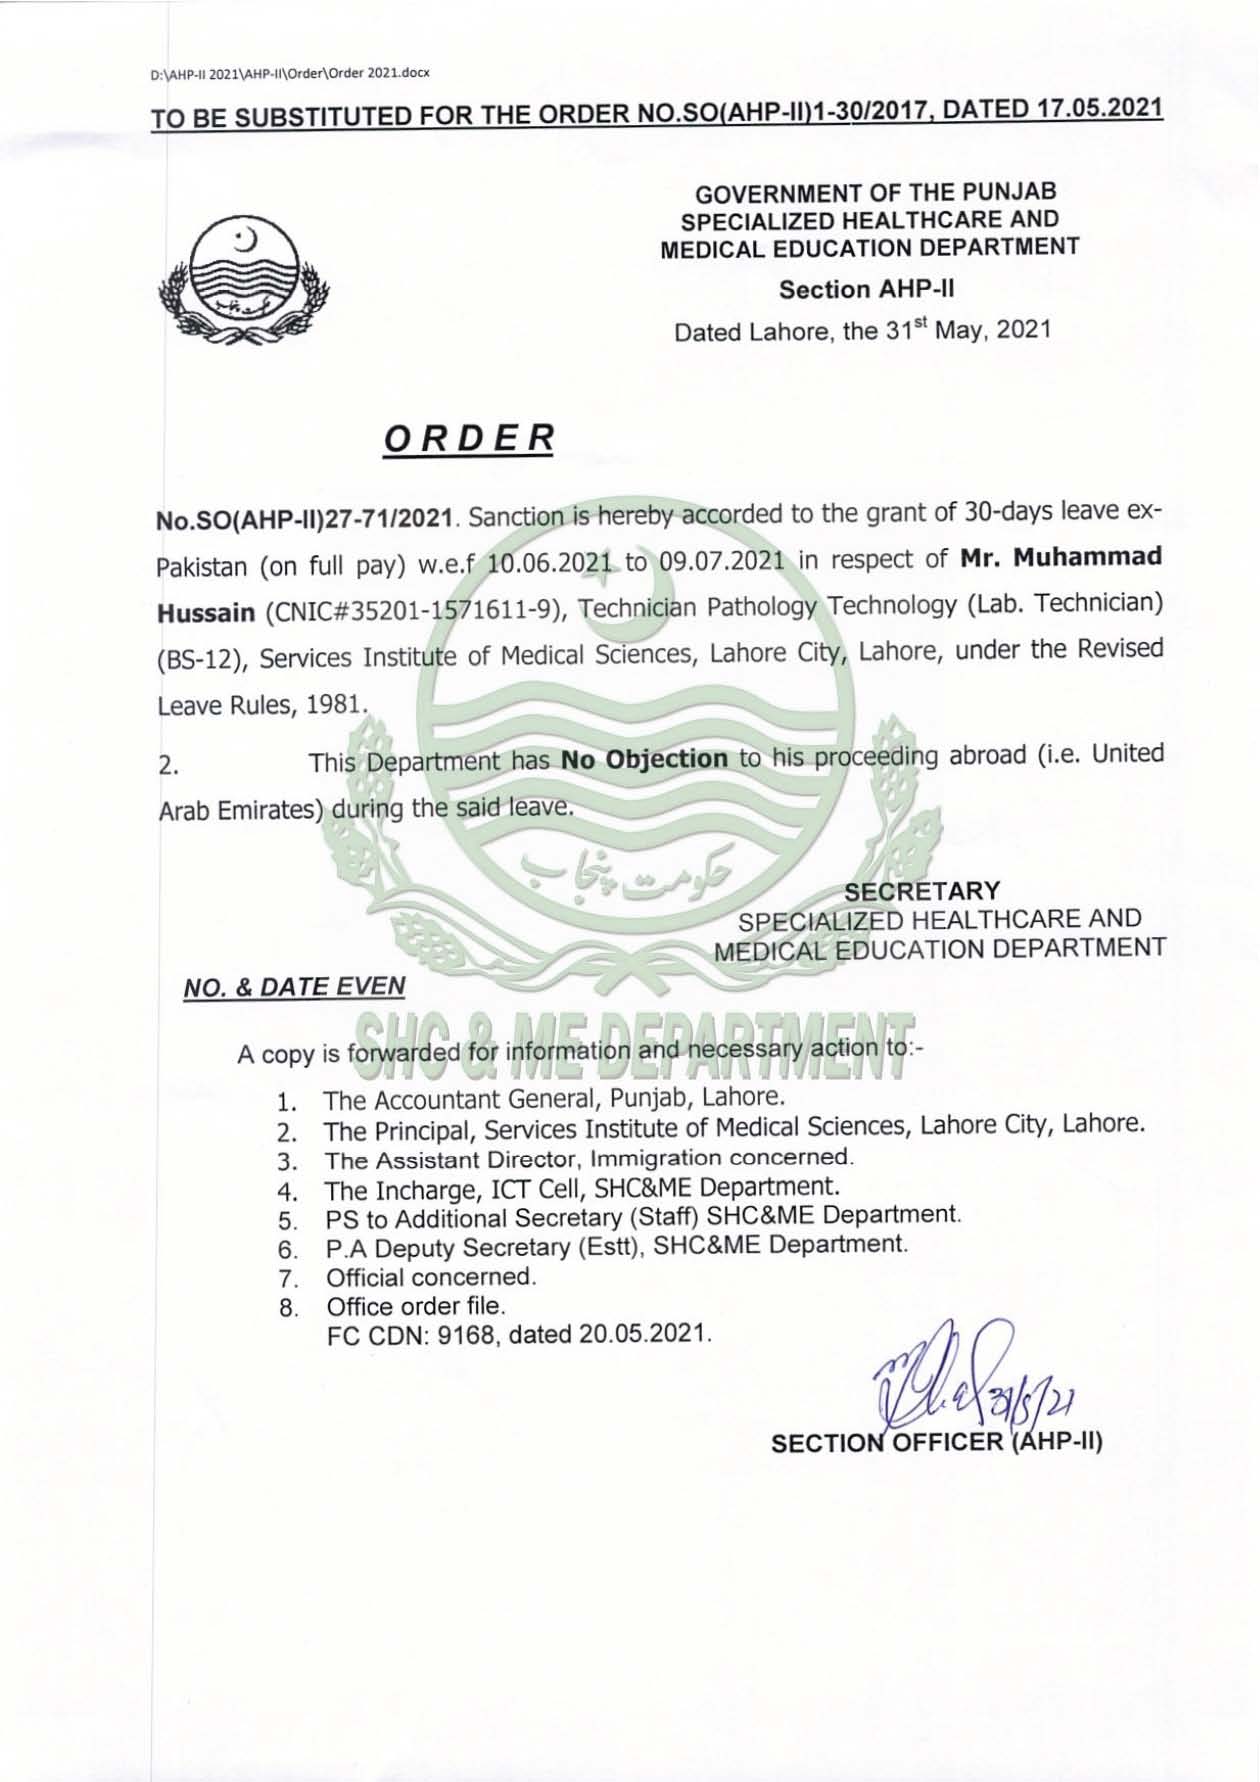 D:\AHP-II 2021\AHP-II\Order\Order 2021.docx
TO BE SUBSTITUTED FOR THE ORDER NO.SO(AHP-II)1-30/2017, DATED 17.05.2021
GOVERNMENT OF THE PUNJAB
SPECIALIZED HEALTHCARE AND
MEDICAL EDUCATION DEPARTMENT
Section AHP-II
Dated Lahore, the 31st May, 2021
حکومت پنجاب
ORDER
No.SO(AHP-II)27-71/2021. Sanction is hereby accorded to the grant of 30-days leave ex-
Pakistan (on full pay) w.e.f 10.06.2021 to 09.07.2021 in respect of Mr. Muhammad
Hussain (CNIC#35201-1571611-9), Technician Pathology Technology (Lab. Technician)
(BS-12), Services Institute of Medical Sciences, Lahore City, Lahore, under the Revised
Leave Rules, 1981.
2. This Department has No Objection to his proceeding abroad (i.e. United
Arab Emirates) during the said leave.
حکومت پنجاب
SECRETARY
SPECIALIZED HEALTHCARE AND
MEDICAL EDUCATION DEPARTMENT
NO. & DATE EVEN
SHC & ME DEPARTMENT
A copy is forwarded for information and necessary action to:-
1. The Accountant General, Punjab, Lahore.
2. The Principal, Services Institute of Medical Sciences, Lahore City, Lahore.
3. The Assistant Director, Immigration concerned.
4. The Incharge, ICT Cell, SHC&ME Department.
5. PS to Additional Secretary (Staff) SHC&ME Department.
6. P.A Deputy Secretary (Estt), SHC&ME Department.
7. Official concerned.
8. Office order file.
FC CDN: 9168, dated 20.05.2021.
31/5/21
SECTION OFFICER (AHP-II)